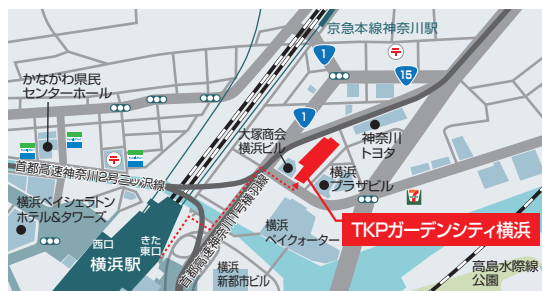 京急本線神奈川駅
1
15
かながわ県民
センターホール
1
大塚商会
横浜ビル
神奈川
トヨタ
FamilyMart
FamilyMart
FamilyMart
首都高速神奈川2号三ツ沢線
横浜
プラザビル
横浜ベイシェラトン
ホテル&タワーズ
首都高速神奈川1号横羽線
横浜
ベイクォーター
TKPガーデンシティ横浜
西口
きた
東口
横浜駅
横浜
新都市ビル
高島水際線
公園